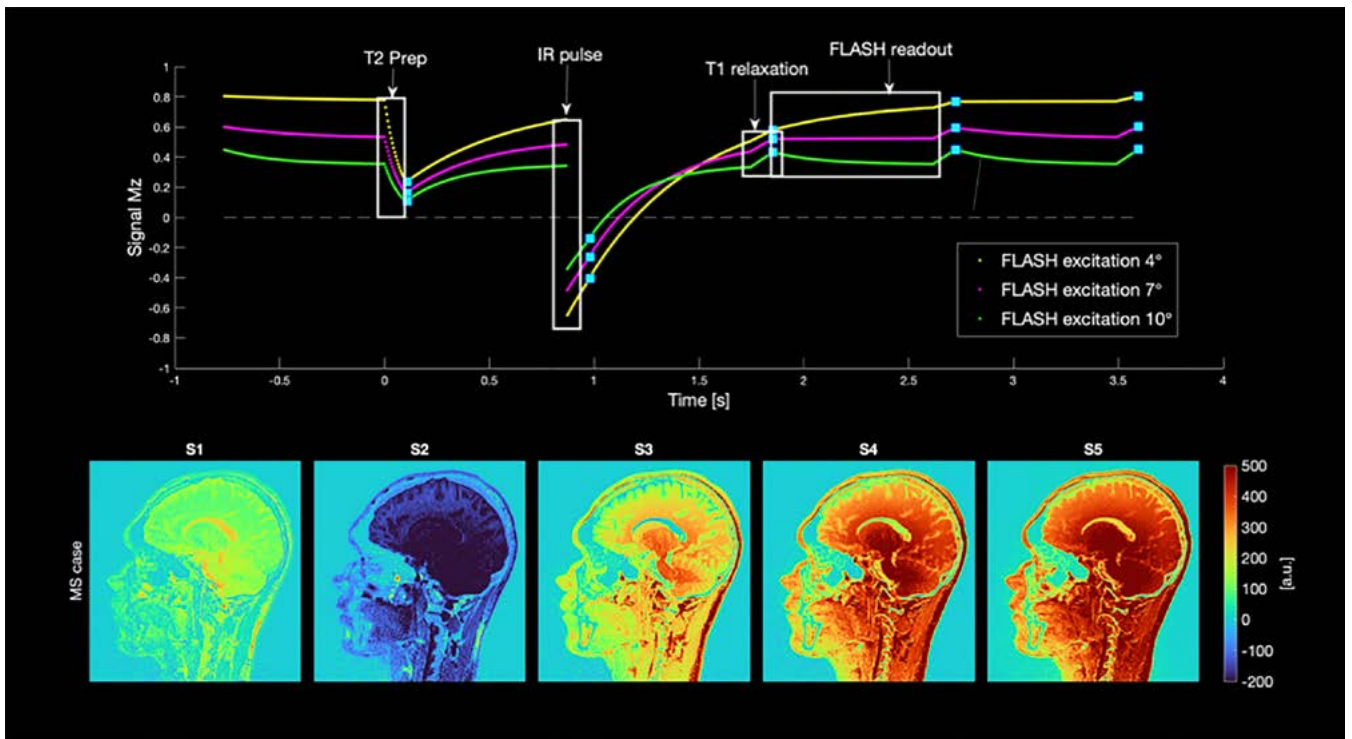 FLASH readout
IR pulse
T2 Prep
T1 relaxation
1
0.8
0.6
0.4
0.2
0
-0.2
-0.4
-0.6
-0.8
-1
Signal Mz
FLASH excitation 4°
FLASH excitation 7°
FLASH excitation 10°
-1
-0.5
0
0.5
1
1.5
2
2.5
3
3.5
4
Time [s]
S1
S2
S3
S4
S5
MS case
500
400
300
200
100
0
-100
-200
[a.u.]